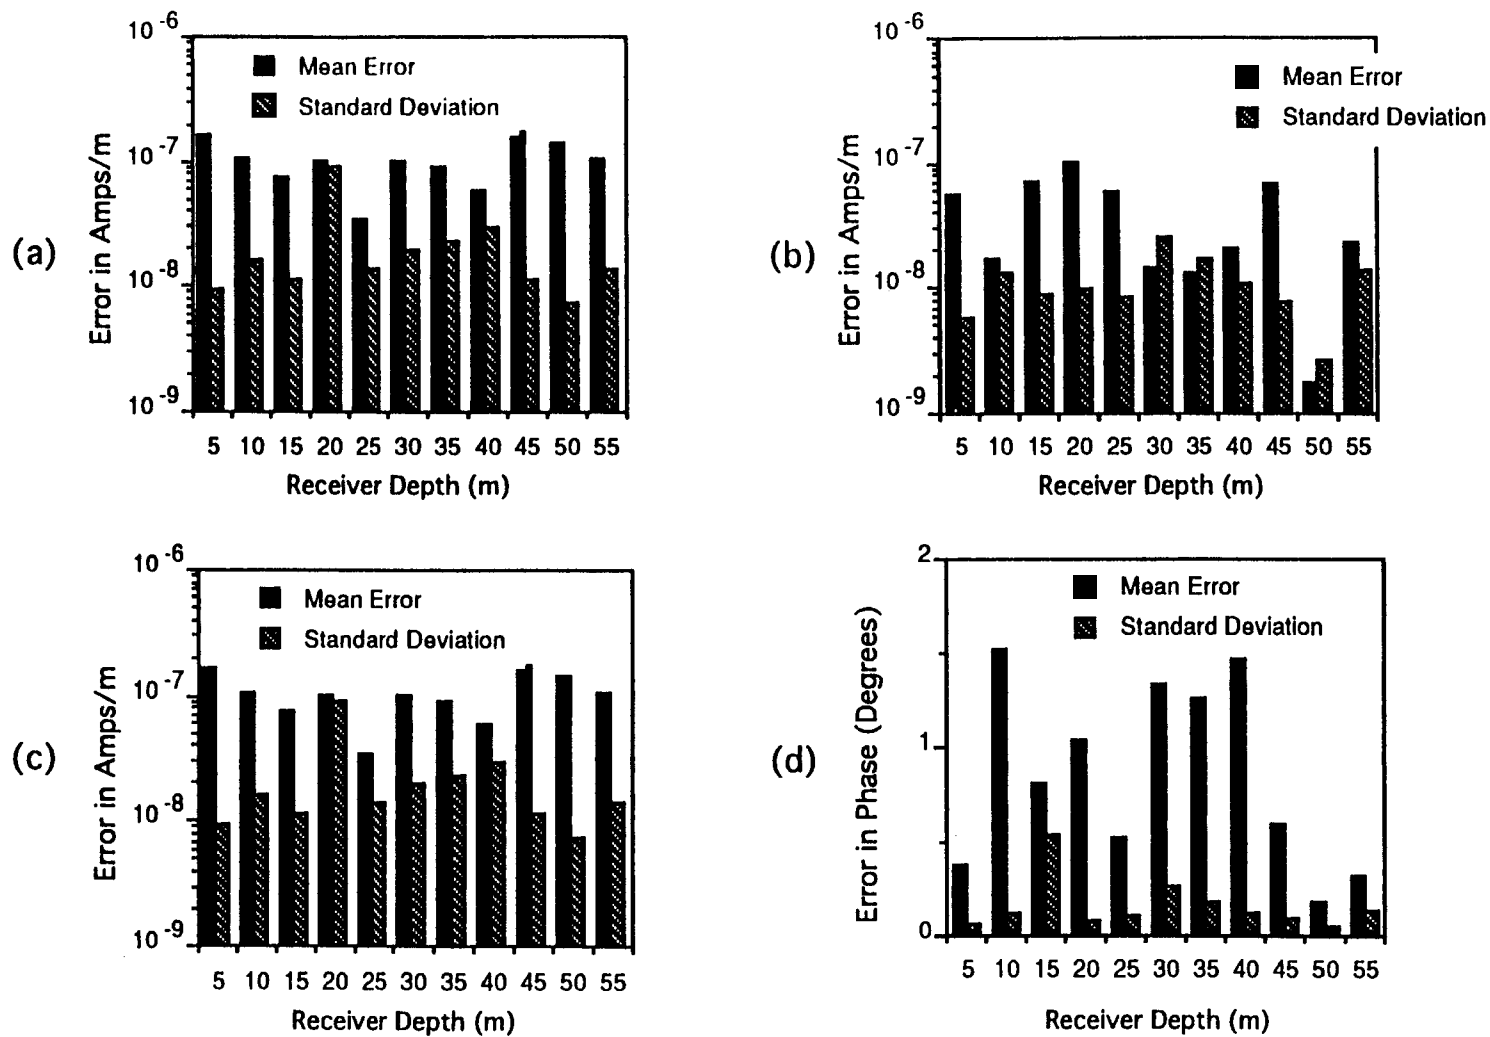 (a)
10 -6
10 -7
10 -8
10 -9
Error in Amps/m
Mean Error
Standard Deviation
5 10 15 20 25 30 35 40 45 50 55
Receiver Depth (m)
(b)
10 -6
10 -7
10 -8
10 -9
Error in Amps/m
Mean Error
Standard Deviation
5 10 15 20 25 30 35 40 45 50 55
Receiver Depth (m)
(c)
10 -6
10 -7
10 -8
10 -9
Error in Amps/m
Mean Error
Standard Deviation
5 10 15 20 25 30 35 40 45 50 55
Receiver Depth (m)
(d)
2
1
0
Error in Phase (Degrees)
Mean Error
Standard Deviation
5 10 15 20 25 30 35 40 45 50 55
Receiver Depth (m)